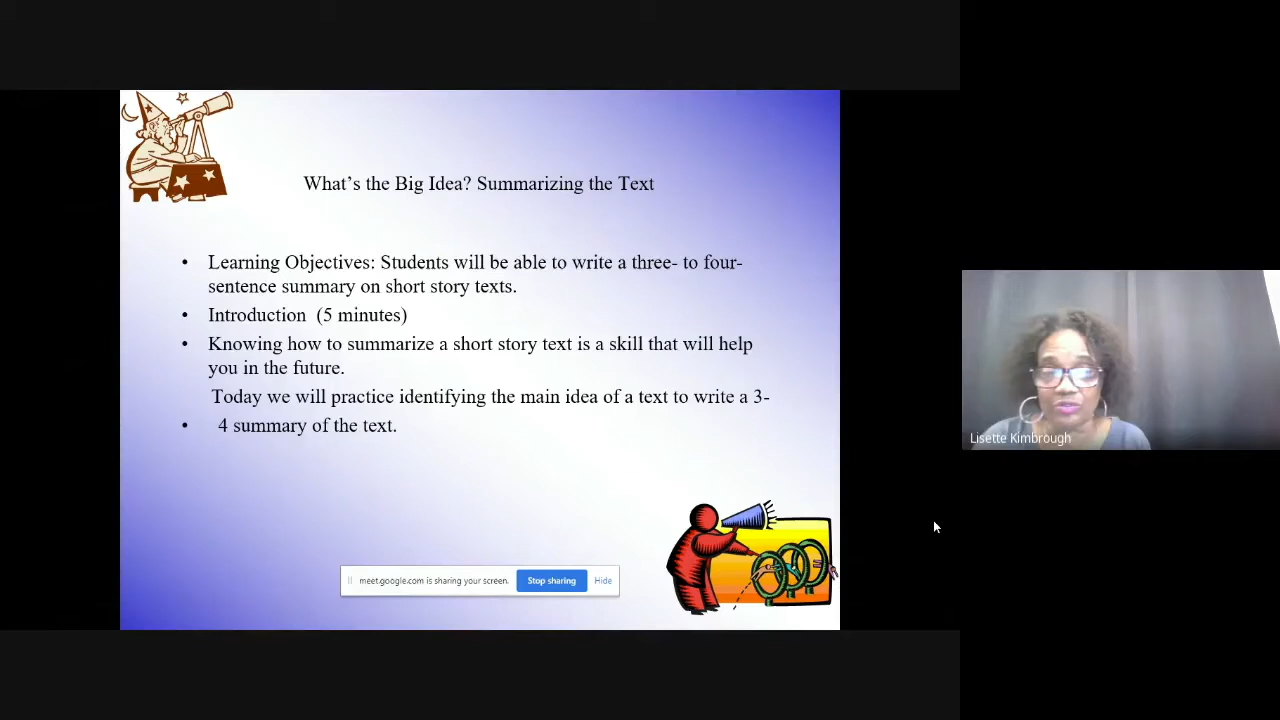 What’s the Big Idea? Summarizing the Text
• Learning Objectives: Students will be able to write a three- to four-
sentence summary on short story texts.
• Introduction (5 minutes)
• Knowing how to summarize a short story text is a skill that will help
you in the future.
Today we will practice identifying the main idea of a text to write a 3-
• 4 summary of the text.
meet.google.com is sharing your screen. Stop sharing Hide
Lisette Kimbrough